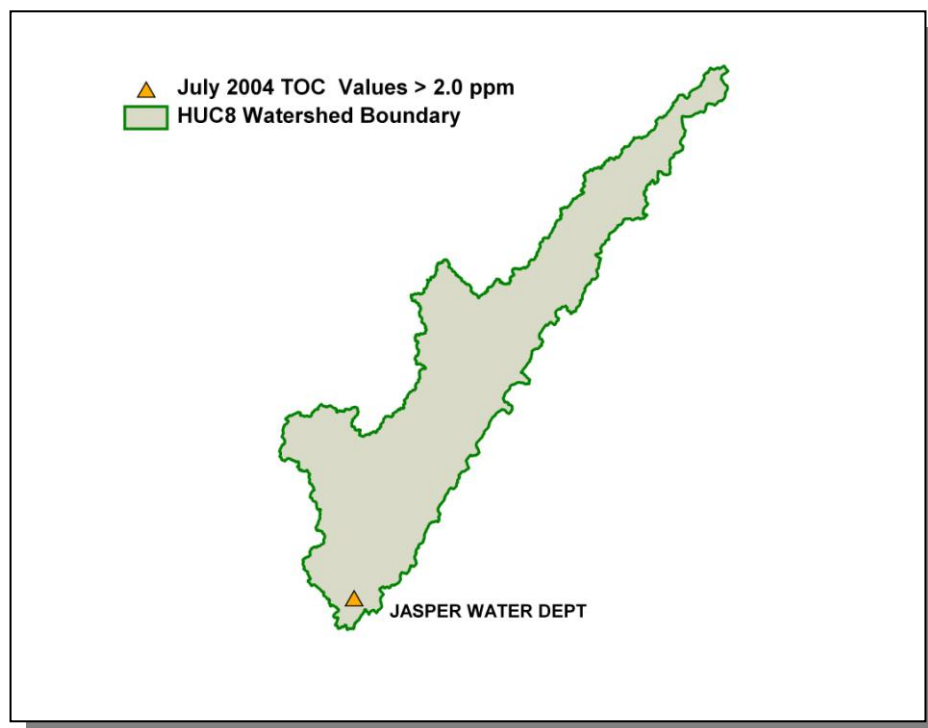 July 2004 TOC Values > 2.0 ppm
HUC8 Watershed Boundary
JASPER WATER DEPT